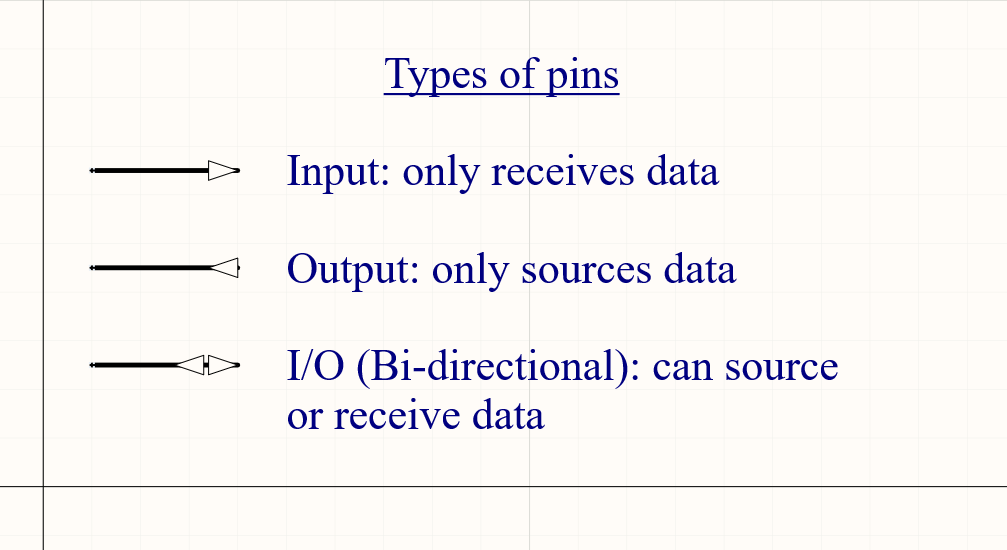 Types of pins
Input: only receives data
Output: only sources data
I/O (Bi-directional): can source
or receive data